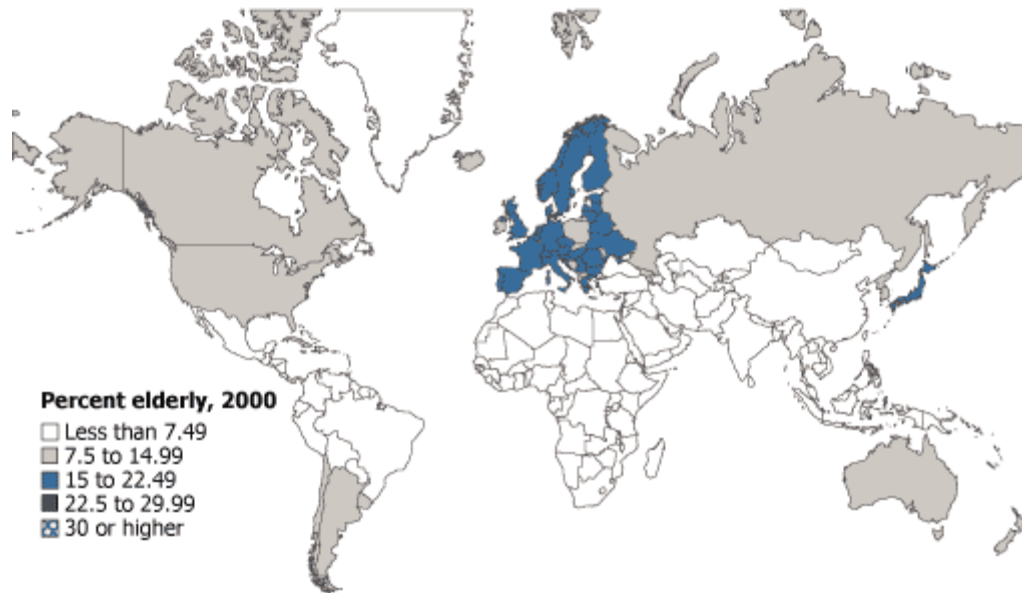 Percent elderly, 2000
Less than 7.49
7.5 to 14.99
15 to 22.49
22.5 to 29.99
30 or higher